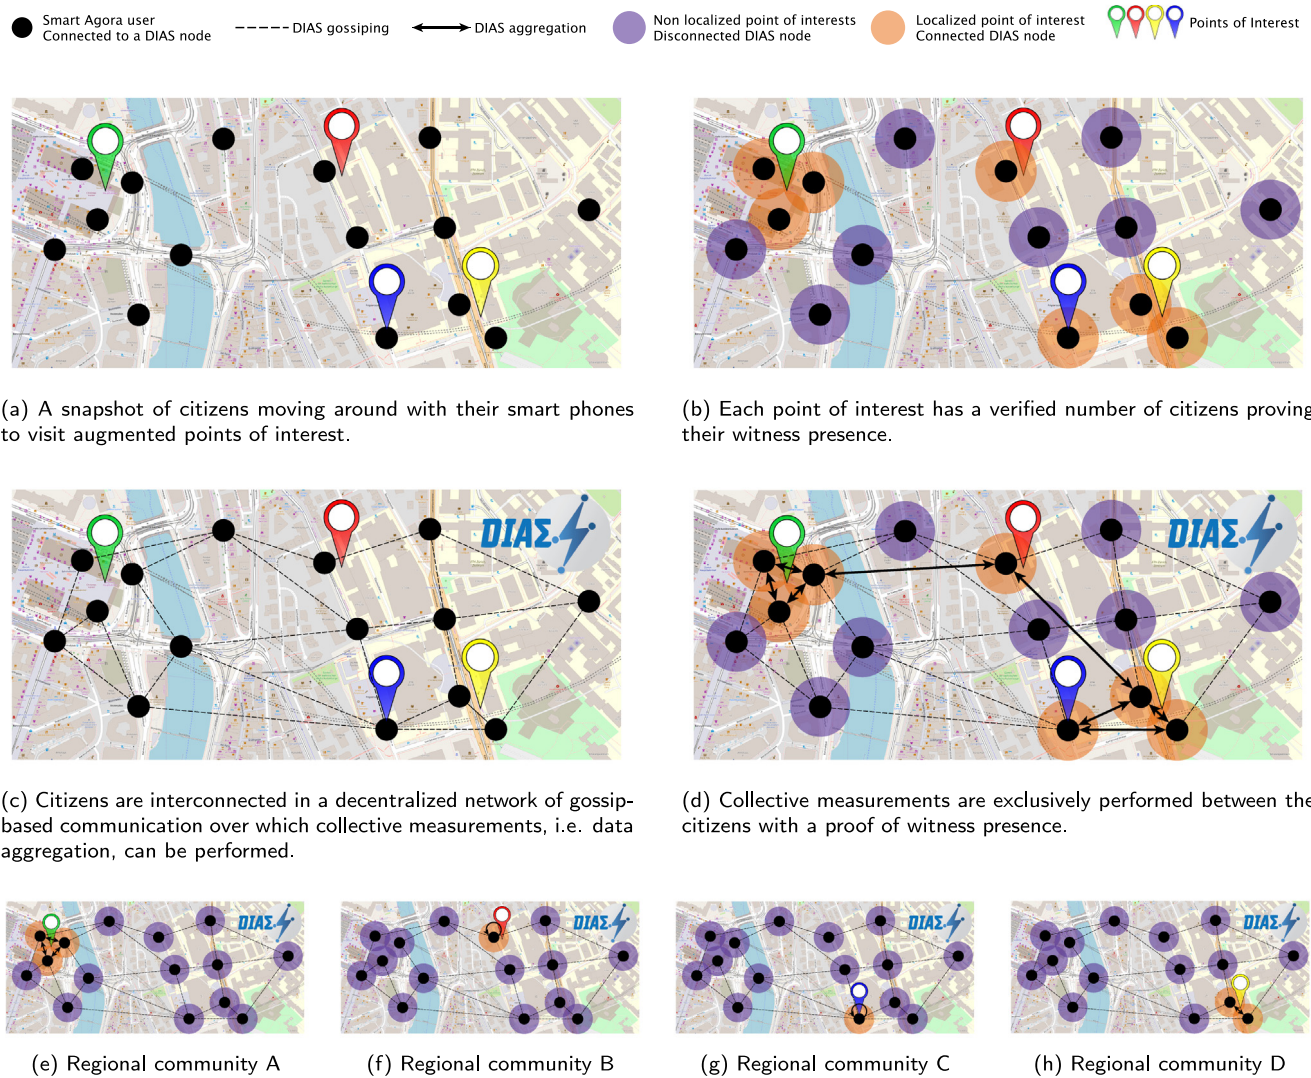 Smart Agora user
Connected to a DIAS node
DIAS gossiping
DIAS aggregation
Non localized point of interests
Disconnected DIAS node
Localized point of interest
Connected DIAS node
Points of Interest
(a) A snapshot of citizens moving around with their smart phones
to visit augmented points of interest.
(b) Each point of interest has a verified number of citizens proving
their witness presence.
DIAΣ
DIAΣ
(c) Citizens are interconnected in a decentralized network of gossip-
based communication over which collective measurements, i.e. data
aggregation, can be performed.
(d) Collective measurements are exclusively performed between the
citizens with a proof of witness presence.
DIAΣ
DIAΣ
DIAΣ
DIAΣ
(e) Regional community A
(f) Regional community B
(g) Regional community C
(h) Regional community D